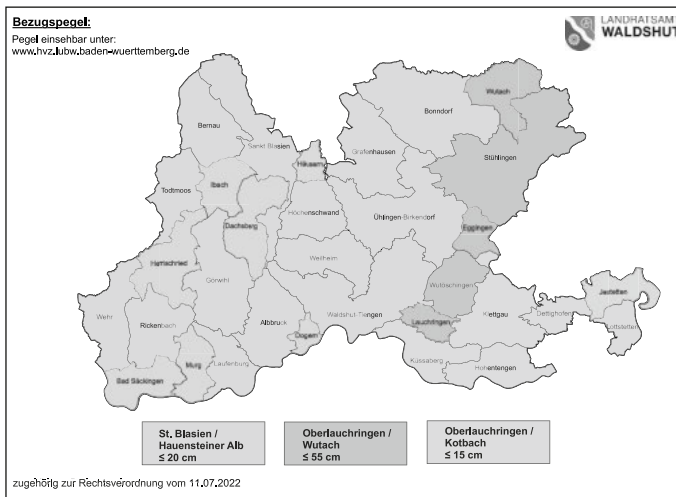 Bezugspegel:
Pegel einsehbar unter:
www.hvz.lubw.baden-wuerttemberg.de
LANDRATSAMT
WALDSHUT
Wutach
Bonndorf
Bernau
Sankt Blasien
Grafenhausen
Stühlingen
Häusern
Ibach
Todtmoos
Höchenschwand
Ühlingen-Birkendorf
Dachsberg
Eggingen
Weilheim
Herrischried
Görwihl
Wutöschingen
Jestetten
Wehr
Rickenbach
Albbruck
Waldshut-Tiengen
Lauchringen
Klettgau
Dettighofen
Lottstetten
Dogern
Murg
Laufenburg
Küssaberg
Hohentengen
Bad Säckingen
St. Blasien /
Hauensteiner Alb
≤ 20 cm
Oberlauchringen /
Wutach
≤ 55 cm
Oberlauchringen /
Kotbach
≤ 15 cm
zugehörig zur Rechtsverordnung vom 11.07.2022